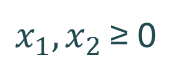 x₁, x₂ ≥ 0